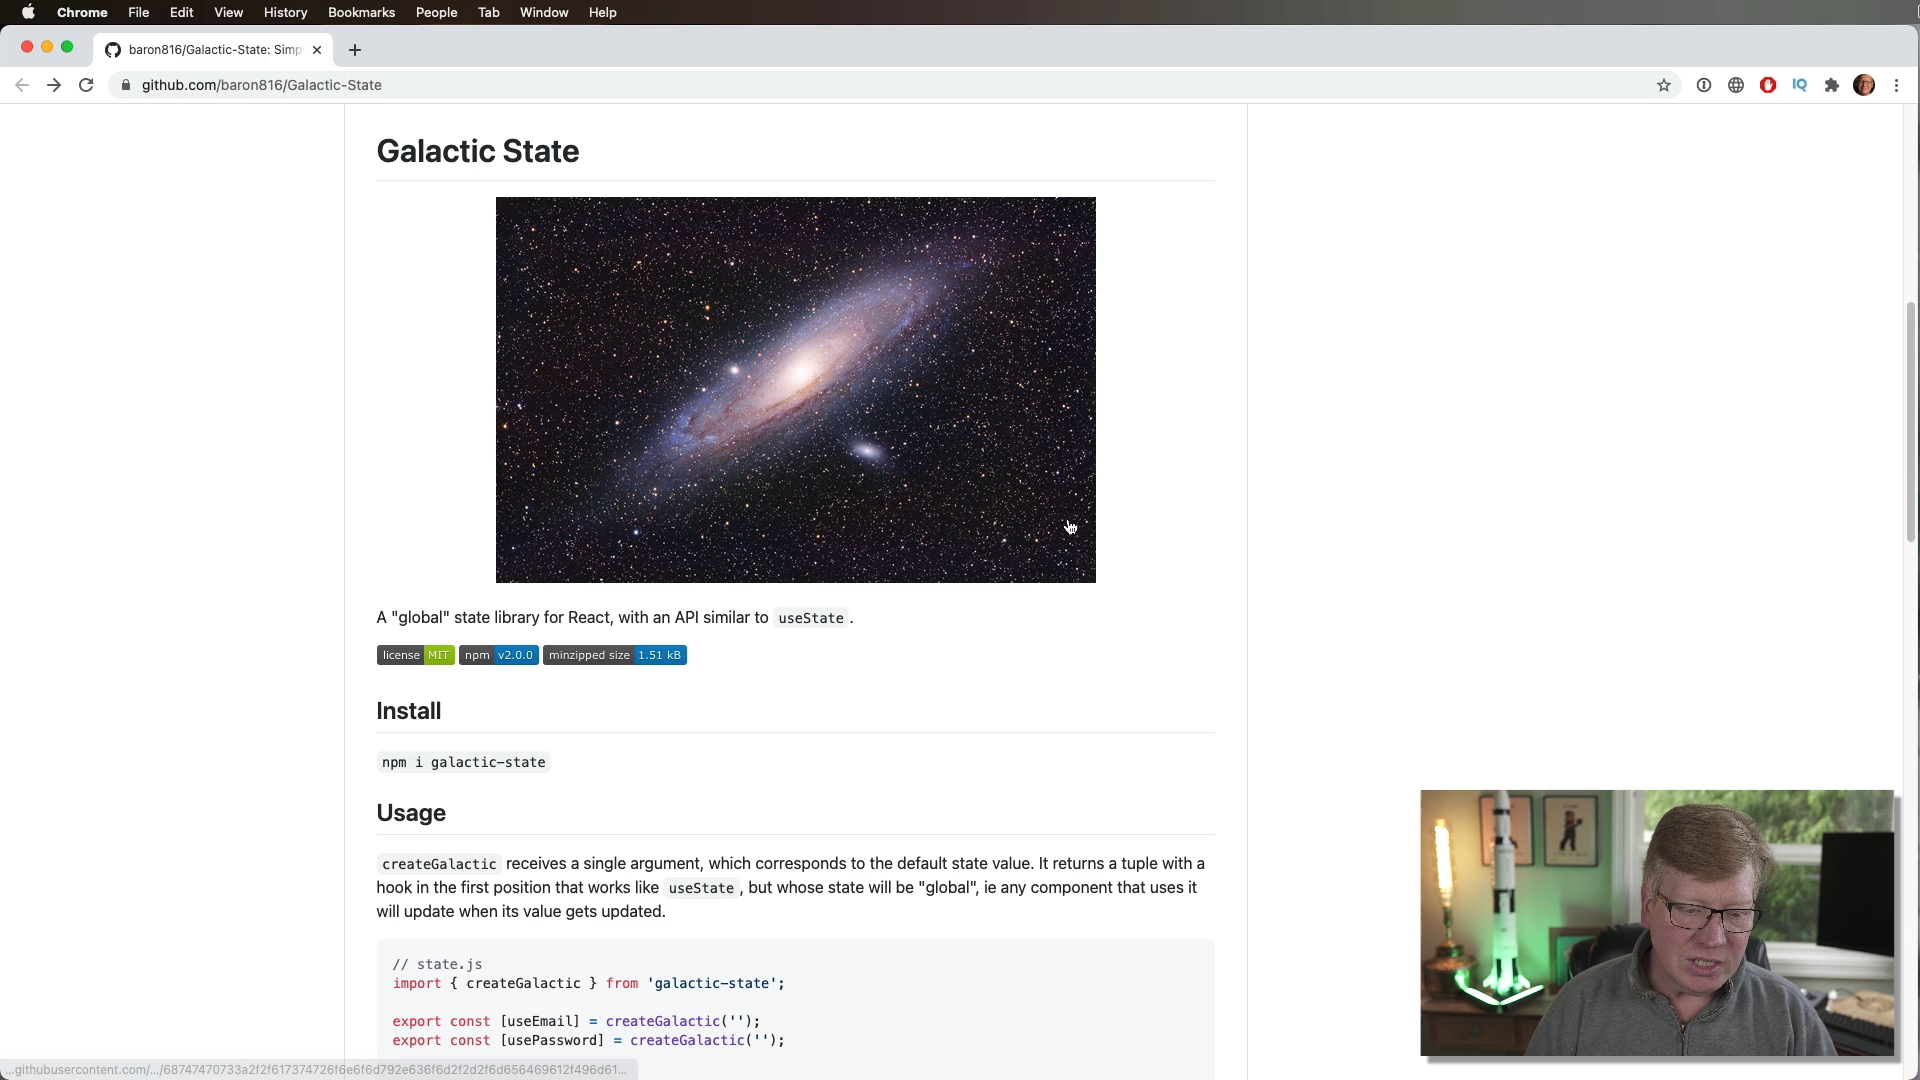 Chrome File Edit View History Bookmarks People Tab Window Help
baron816/Galactic-State: Simp
github.com/baron816/Galactic-State
IQ
Galactic State
A "global" state library for React, with an API similar to useState .
license MIT npm v2.0.0 minzipped size 1.51 kB
Install
npm i galactic-state
Usage
createGalactic receives a single argument, which corresponds to the default state value. It returns a tuple with a
hook in the first position that works like useState , but whose state will be "global", ie any component that uses it
will update when its value gets updated.
// state.js
import { createGalactic } from 'galactic-state';
export const [useEmail] = createGalactic('');
export const [usePassword] = createGalactic('');